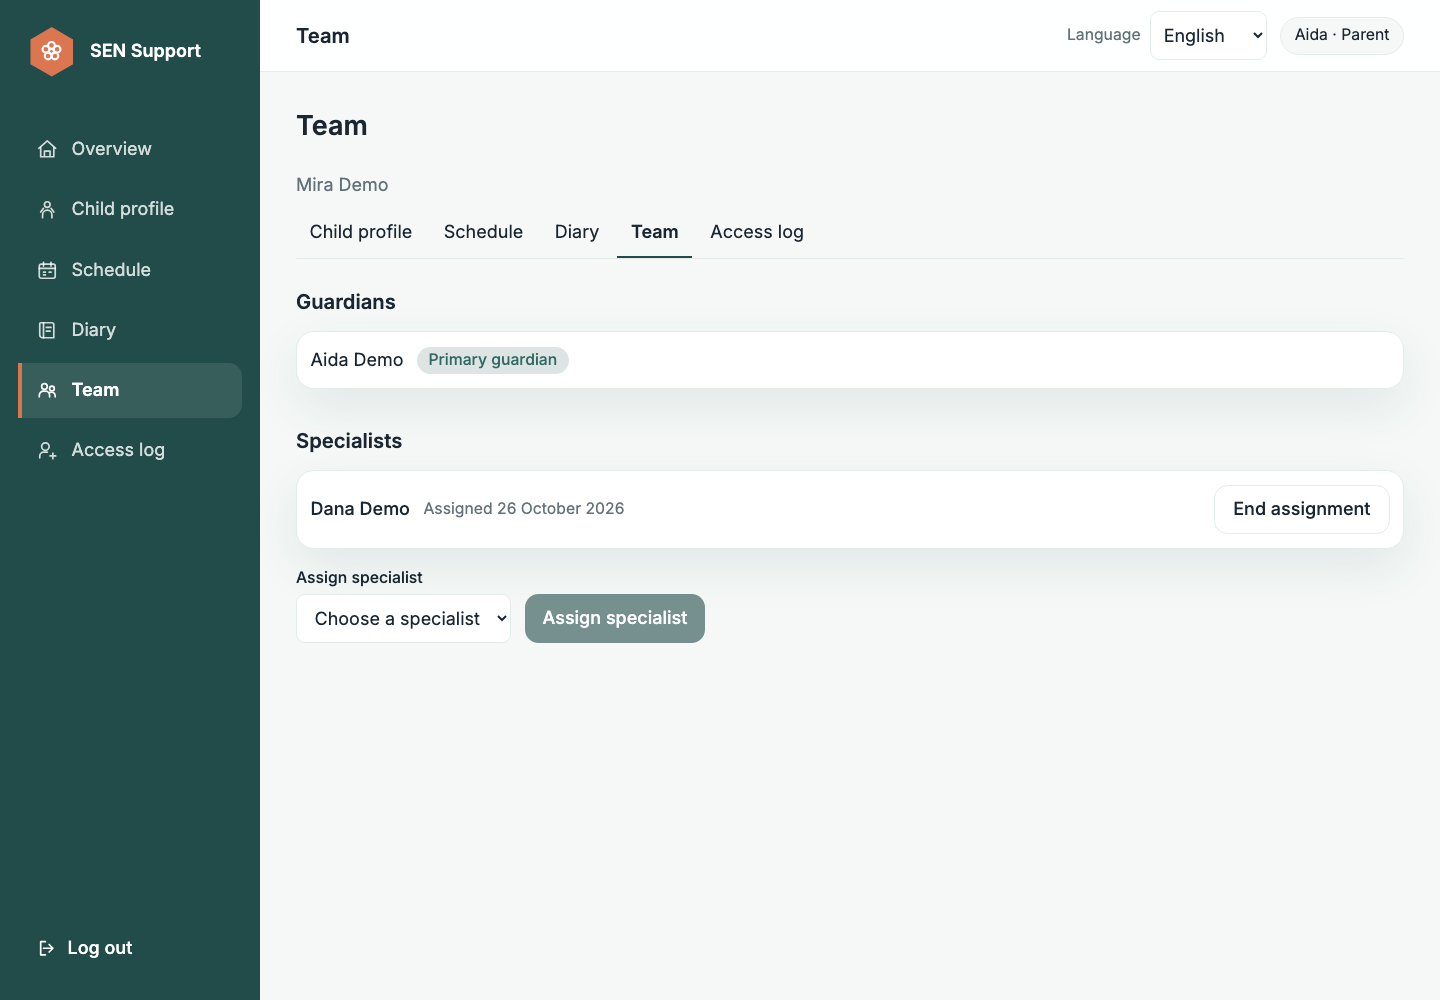 SEN Support
Overview
Child profile
Schedule
Diary
Team
Access log
Log out
Team
Language English Aida · Parent
Team
Mira Demo
Child profile Schedule Diary Team Access log
Guardians
Aida Demo Primary guardian
Specialists
Dana Demo Assigned 26 October 2026 End assignment
Assign specialist
Choose a specialist Assign specialist